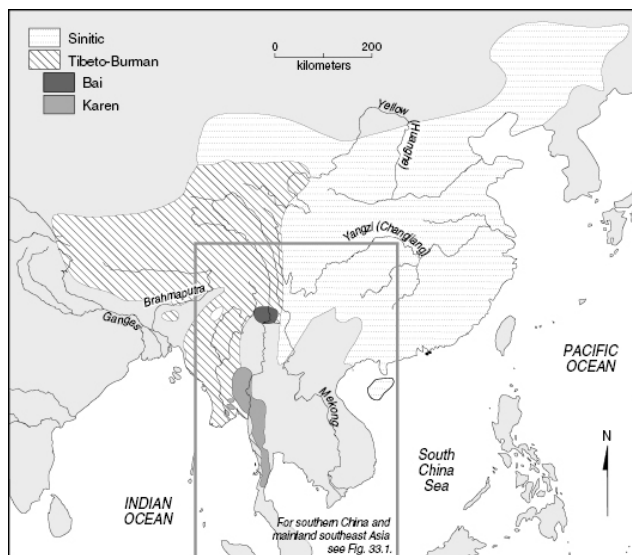 Sinitic
Tibeto-Burman
Bai
Karen
0 200
kilometers
Yellow
(Huanghe)
Yangzi (Changjiang)
Brahmaputra
Ganges
Mekong
PACIFIC
OCEAN
South
China
Sea
N
INDIAN
OCEAN
For southern China and
mainland southeast Asia
see Fig. 33.1.